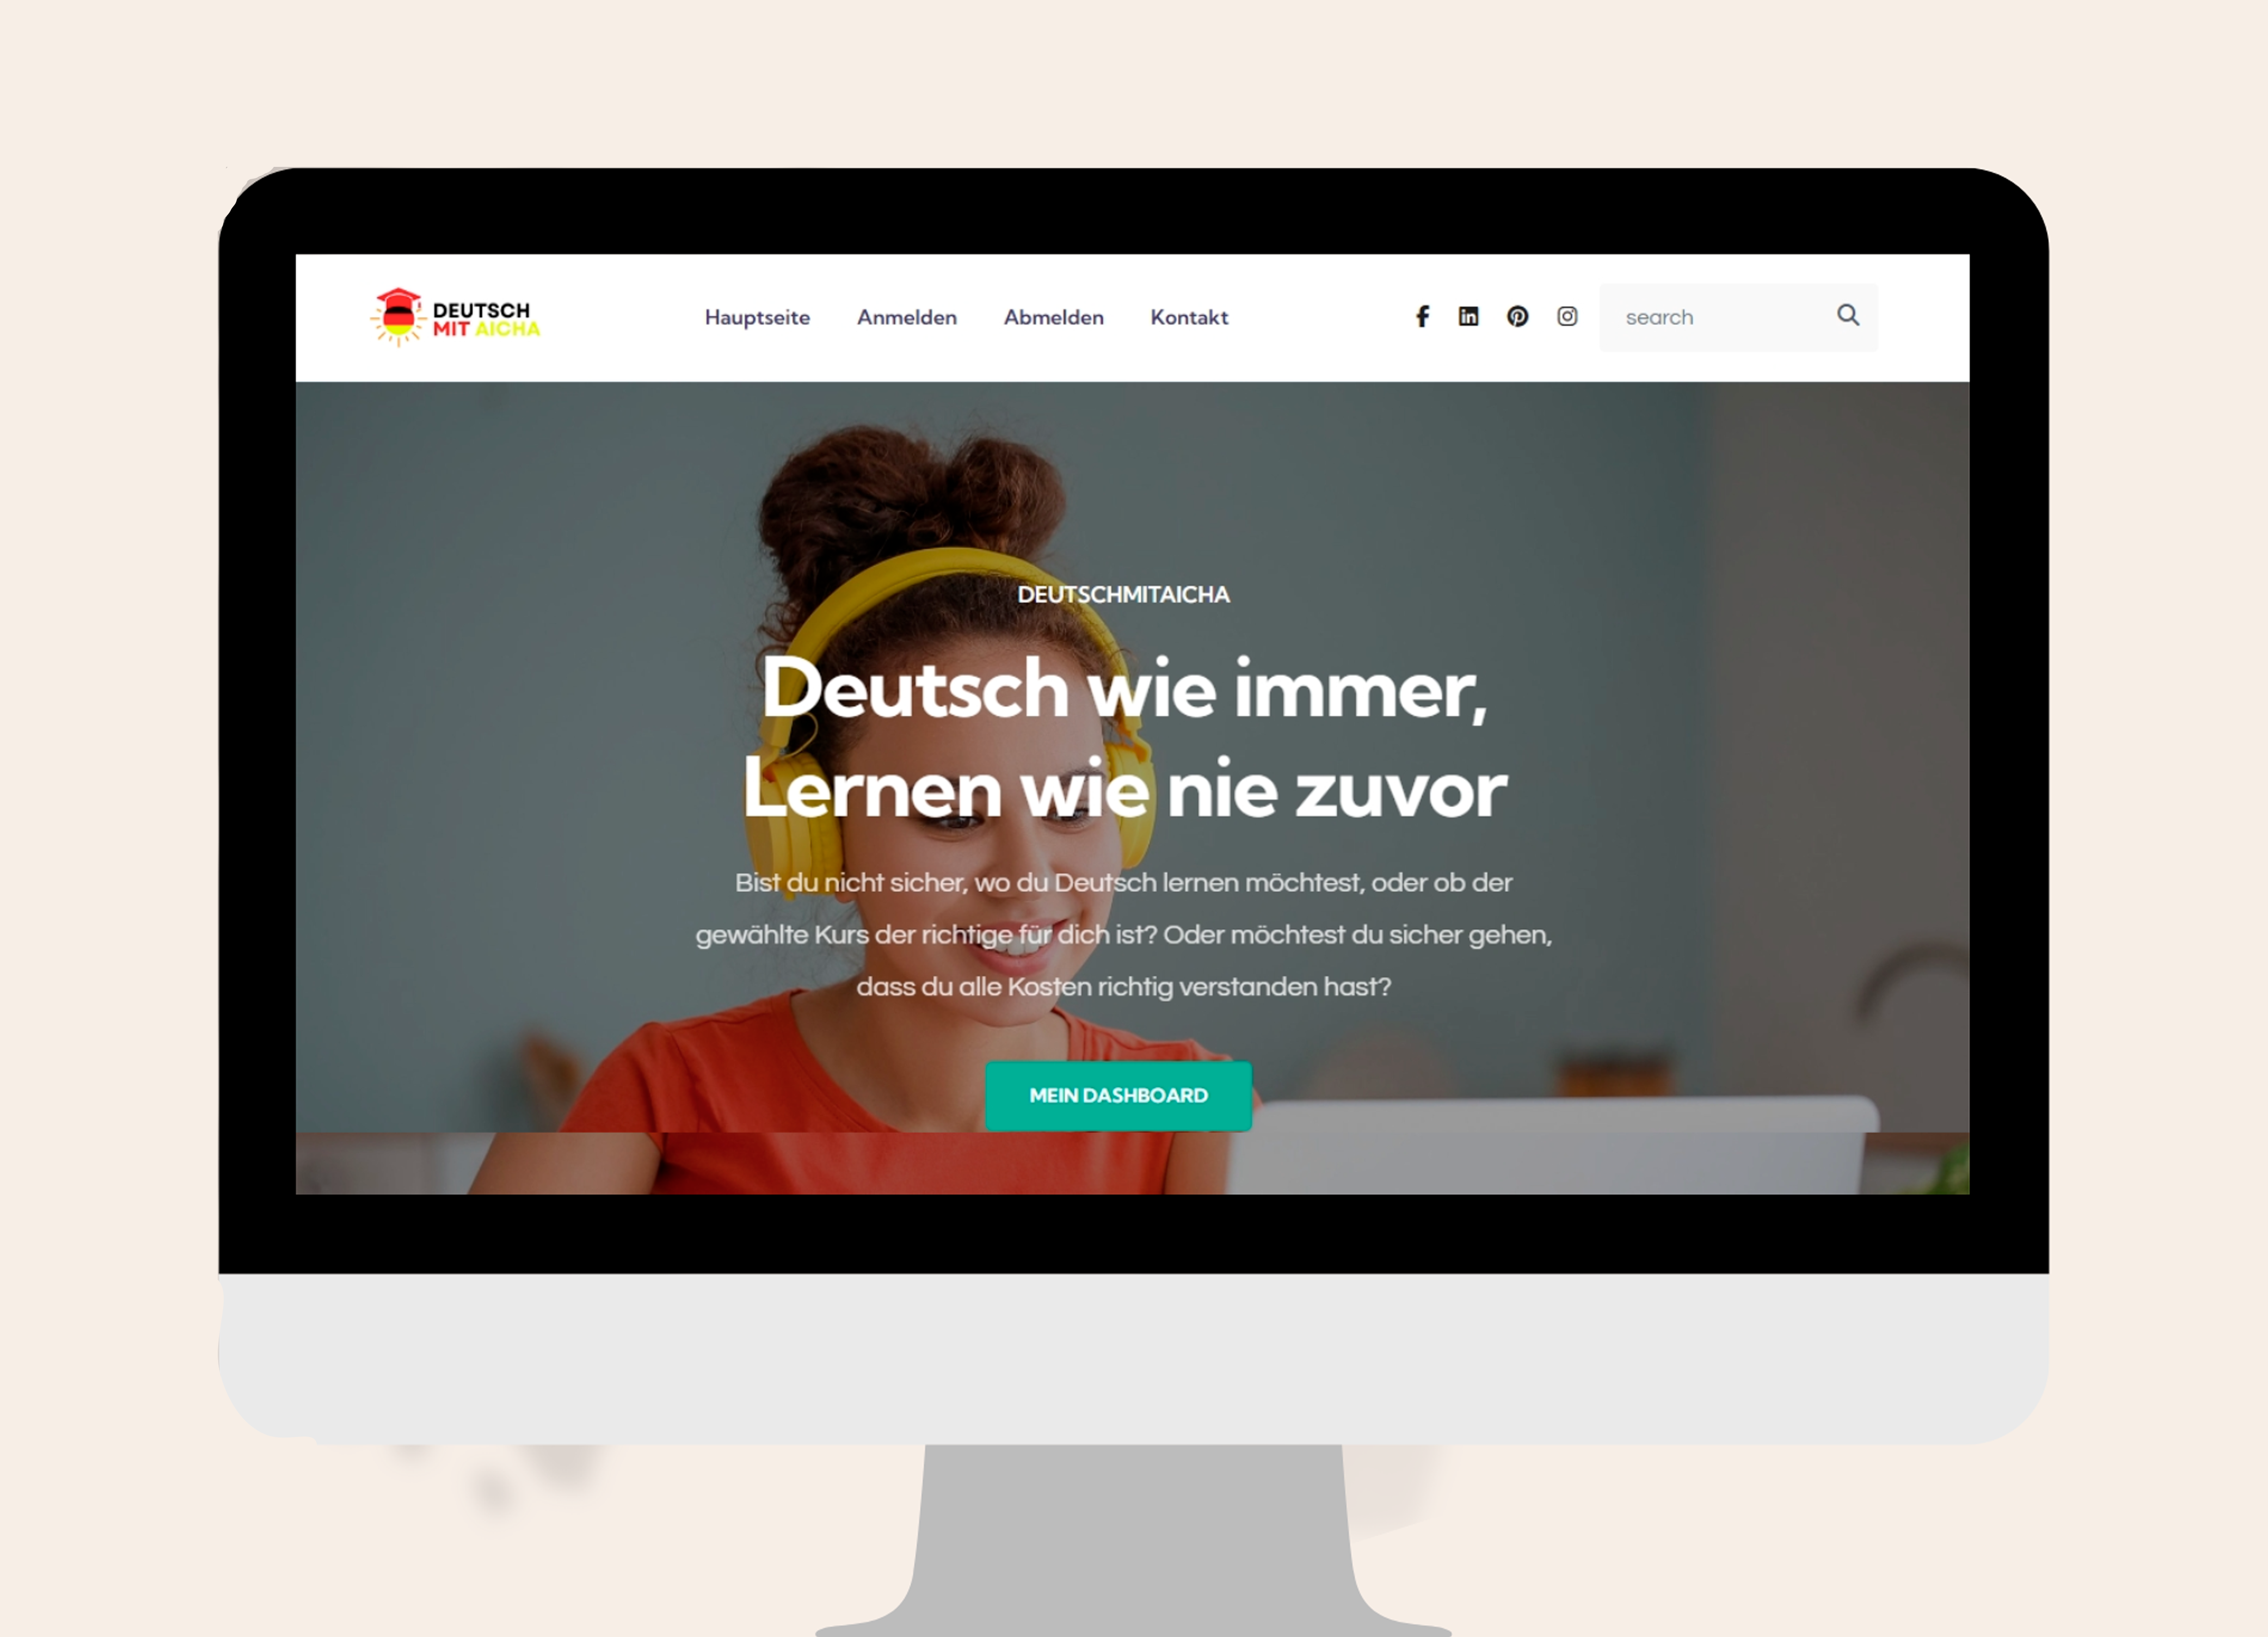 DEUTSCH
MIT AICHA
Hauptseite Anmelden Abmelden Kontakt
search
DEUTSCHMITAICHA
Deutsch wie immer,
Lernen wie nie zuvor
Bist du nicht sicher, wo du Deutsch lernen möchtest, oder ob der
gewählte Kurs der richtige für dich ist? Oder möchtest du sicher gehen,
dass du alle Kosten richtig verstanden hast?
MEIN DASHBOARD